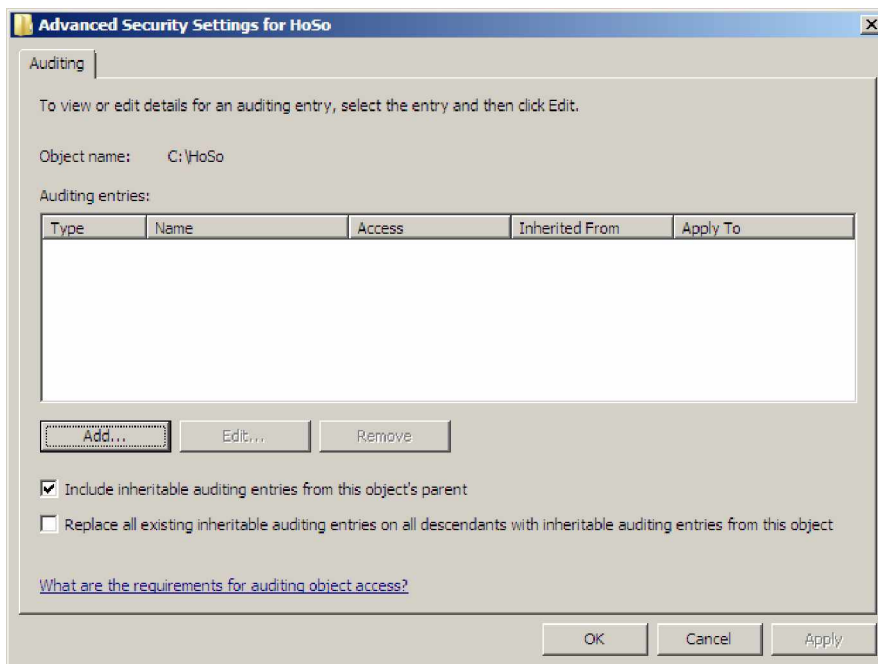 Advanced Security Settings for HoSo
Auditing
To view or edit details for an auditing entry, select the entry and then click Edit.
Object name: C:\HoSo
Auditing entries:
Type Name Access Inherited From Apply To
Add... Edit... Remove
Include inheritable auditing entries from this object's parent
Replace all existing inheritable auditing entries on all descendants with inheritable auditing entries from this object
What are the requirements for auditing object access?
OK Cancel Apply